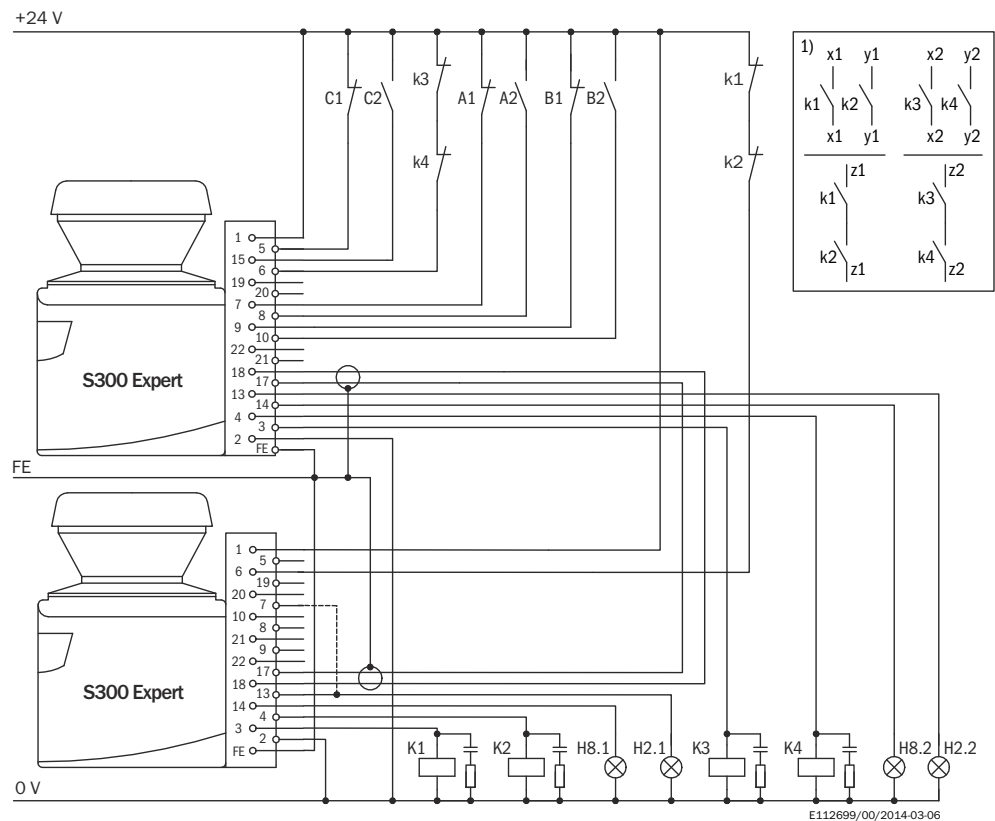 +24 V
1) x1 y1 x2 y2
k3 k1
C1 C2 A1 A2 B1 B2
k1 k2 k3 k4
x1 y1 x2 y2
k4 k2
z1 z2
k1 k3
k2 k4
z1 z2
1
5
15
6
19
20
7
8
9
10
22
21
18
17
13
14
4
3
2
FE
S300 Expert
FE
1
5
6
19
20
7
10
8
21
9
22
17
18
13
14
4
3
2
FE
S300 Expert
K1 K2 H8.1 H2.1 K3 K4 H8.2 H2.2
0 V
E112699/00/2014-03-06